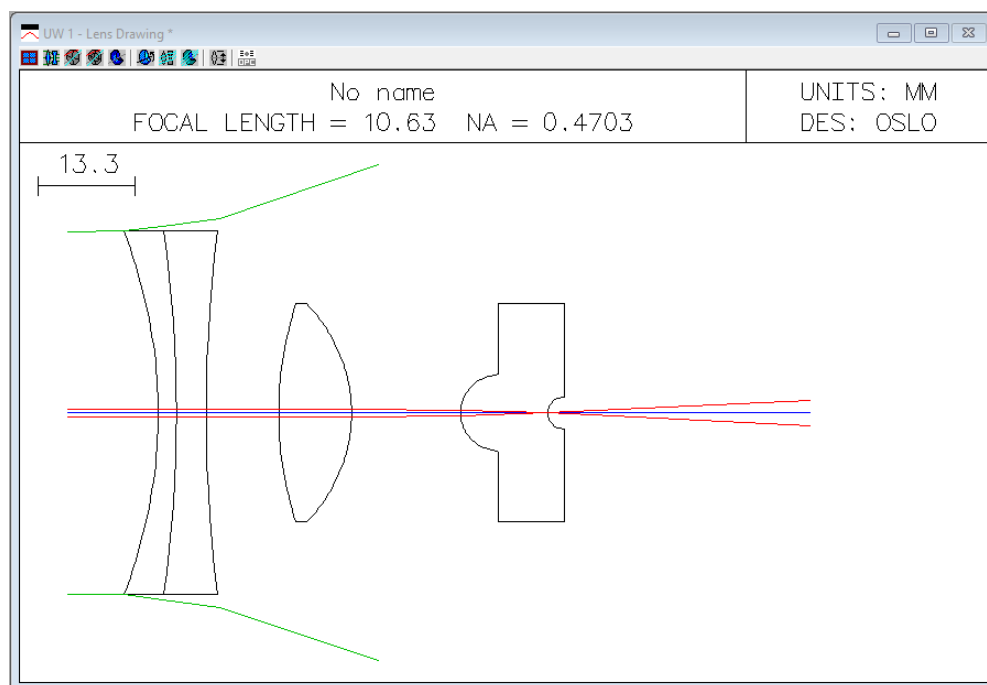 UW 1 - Lens Drawing *
No name
FOCAL LENGTH = 10.63 NA = 0.4703
UNITS: MM
DES: OSLO
13.3